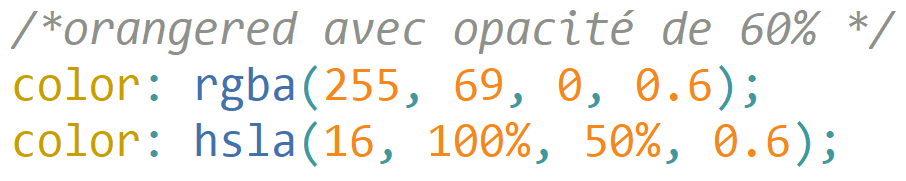 /*orangered avec opacité de 60% */
color: rgba(255, 69, 0, 0.6);
color: hsla(16, 100%, 50%, 0.6);